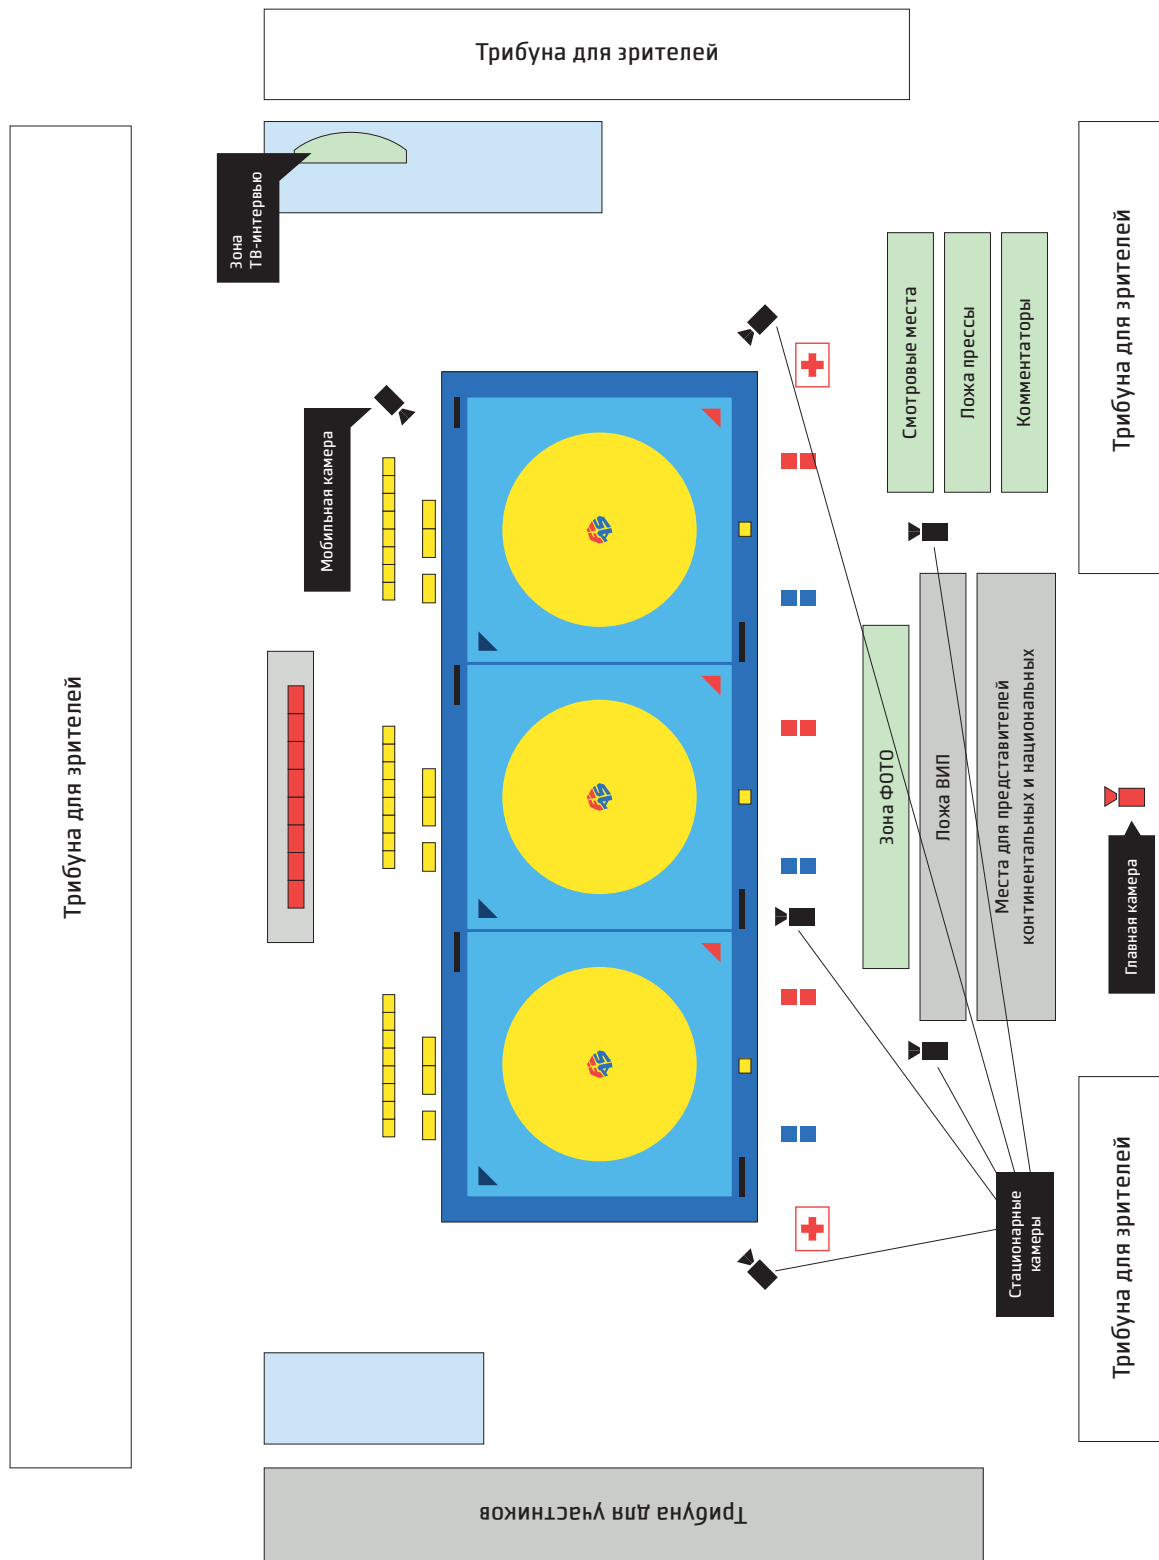 Трибуна для зрителей
Трибуна для зрителей
Зона
ТВ-интервью
Мобильная камера
Смотровые места
Ложа прессы
Комментаторы
Трибуна для зрителей
Зона ФОТО
Ложа ВИП
Места для представителей
континентальных и национальных
Главная камера
Стационарные
камеры
Трибуна для зрителей
Трибуна для участников